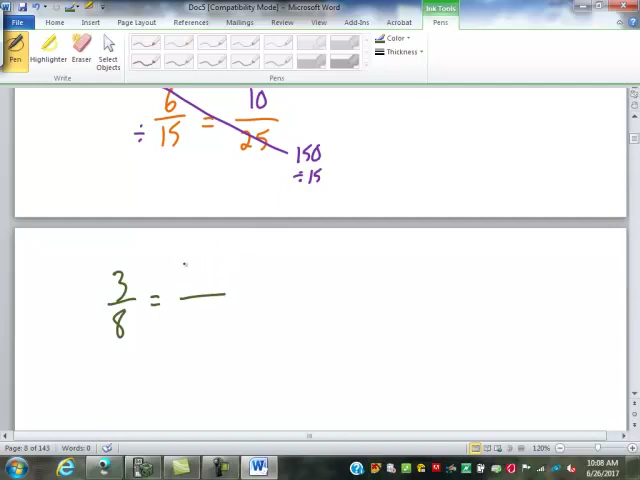 Doc5 [Compatibility Mode] - Microsoft Word
Ink Tools
File Home Insert Page Layout References Mailings Review View Add-Ins Acrobat Pens
Pen Highlighter Eraser Select Objects
Color
Thickness
Write Pens
6 10
÷ 15 = 25
150
÷ 15
3
8 =
Page: 8 of 143 Words: 0 120%
10:08 AM
6/26/2017